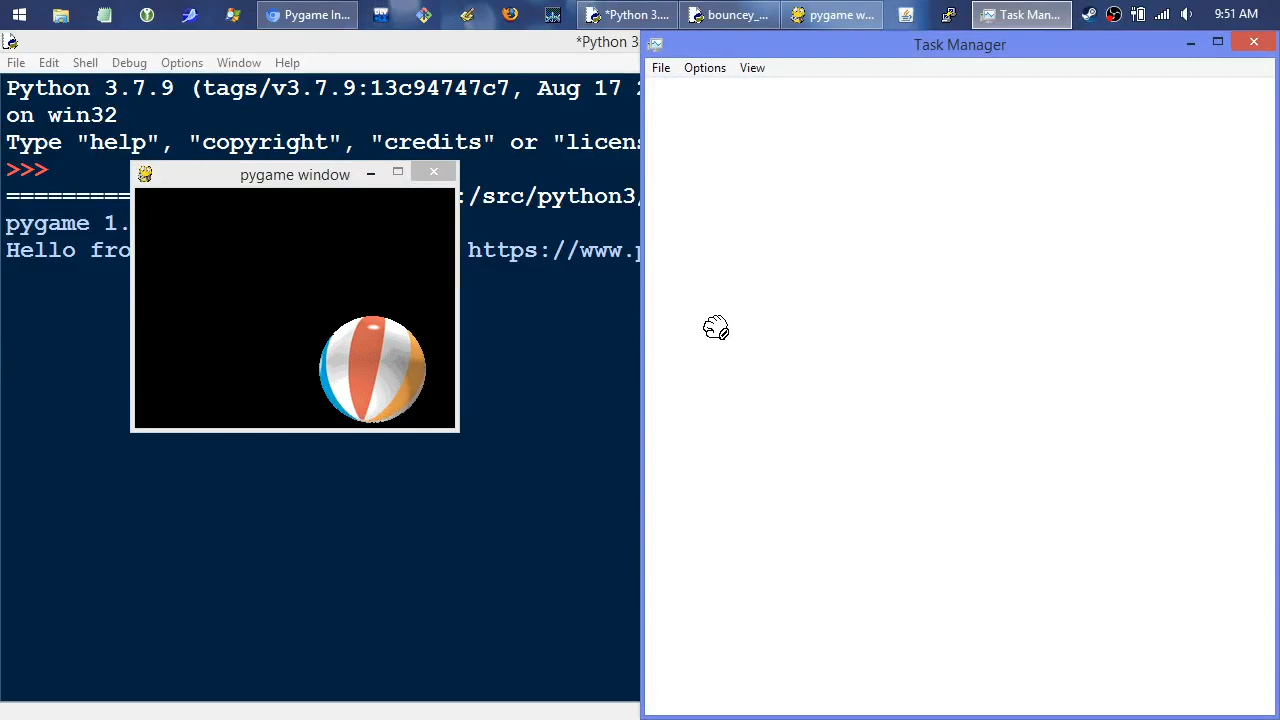 Pygame In...
*Python 3....
bouncey_...
pygame w...
Task Man...
9:51 AM
*Python 3
File Edit Shell Debug Options Window Help
Python 3.7.9 (tags/v3.7.9:13c94747c7, Aug 17
on win32
Type "help", "copyright", "credits" or "licens
>>>
========= :/src/python3/
pygame 1.
Hello fro https://www.p
pygame window
Task Manager
File Options View